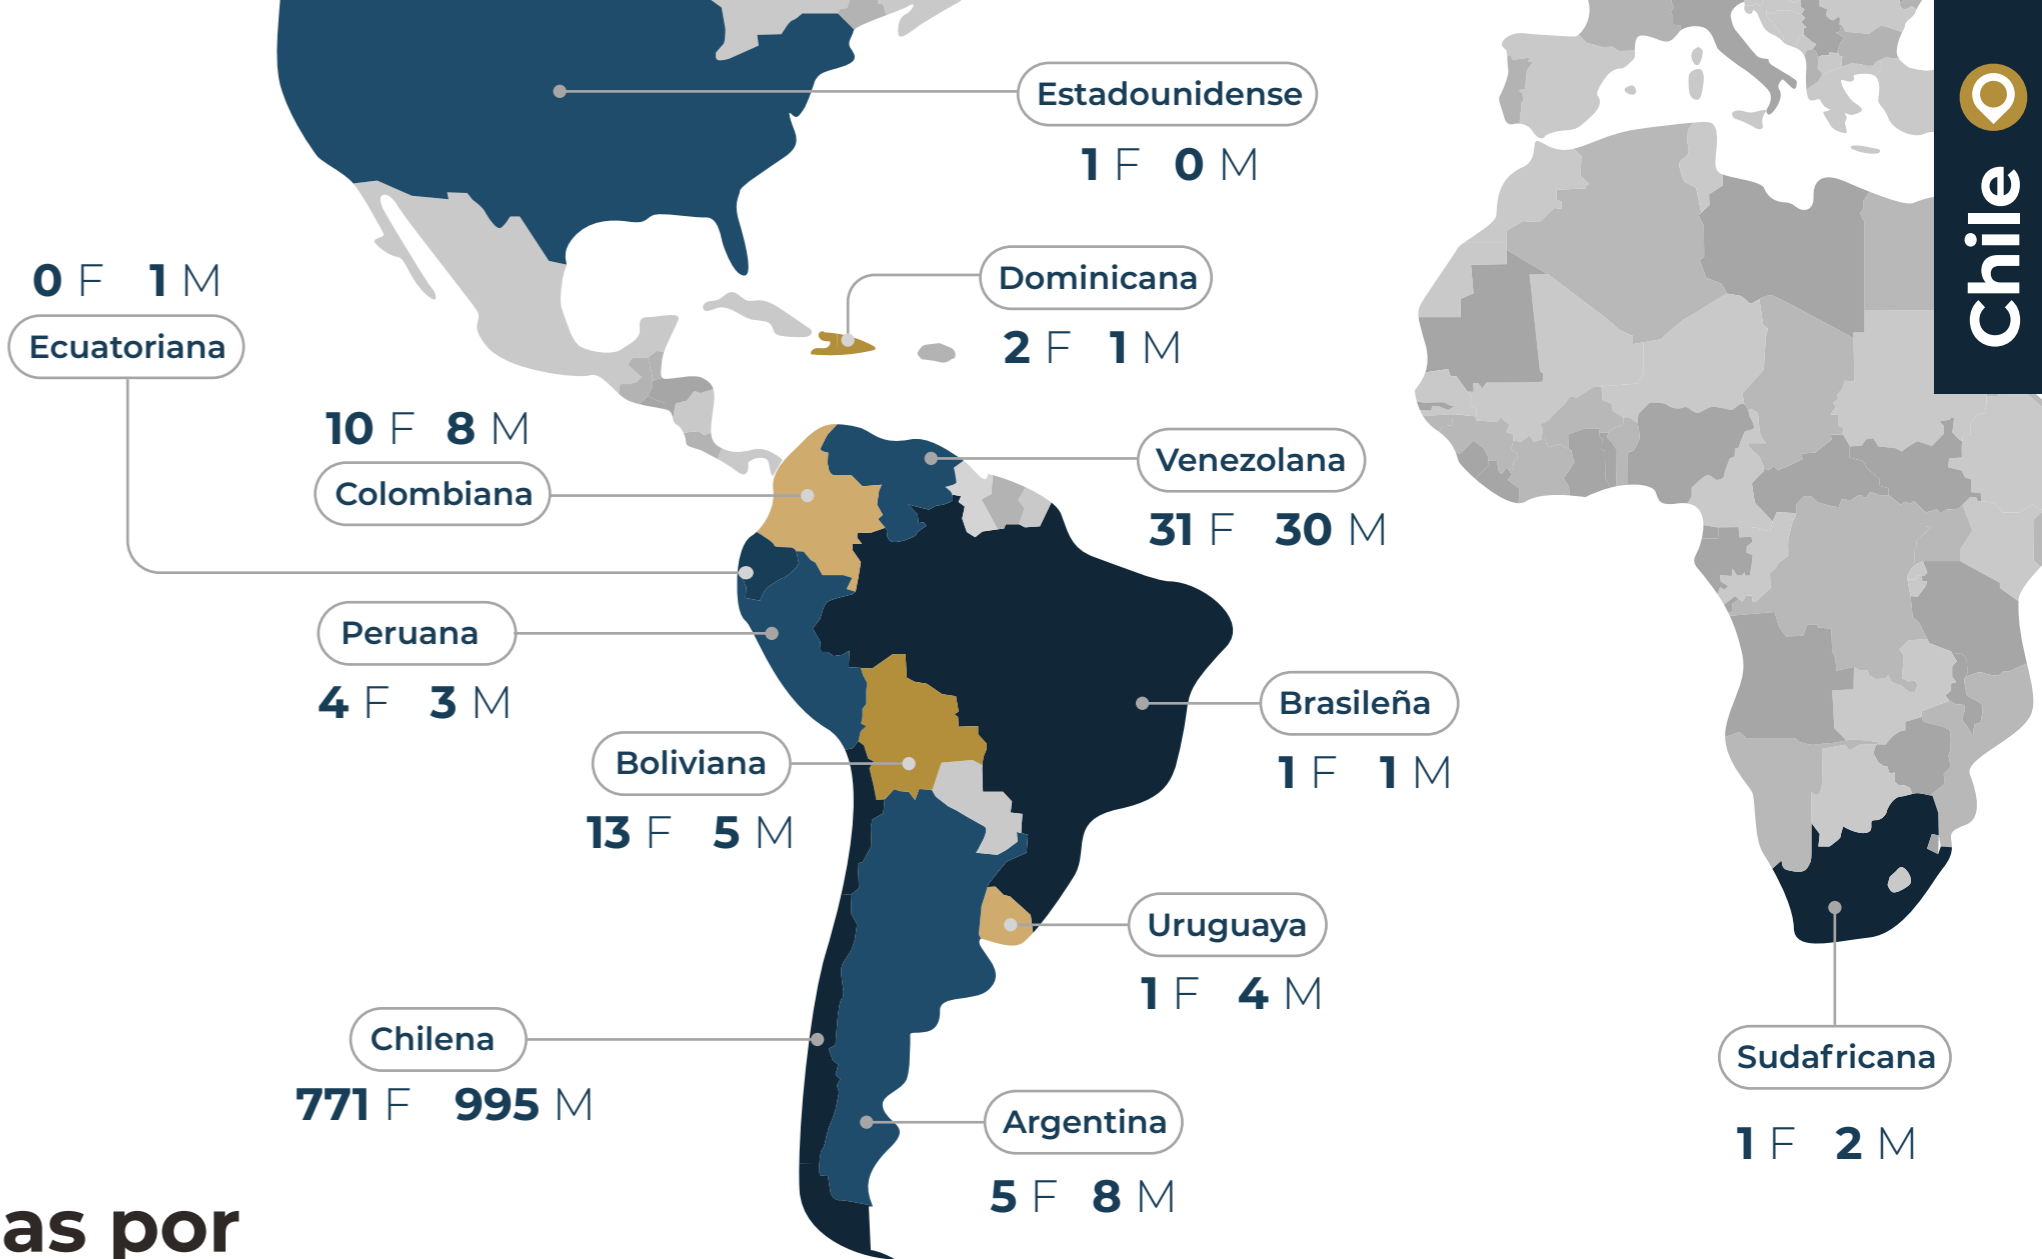 Estadounidense
1 F 0 M
Chile
Dominicana
2 F 1 M
0 F 1 M
Ecuatoriana
10 F 8 M
Colombiana
Venezolana
31 F 30 M
Peruana
4 F 3 M
Brasileña
1 F 1 M
Boliviana
13 F 5 M
Uruguaya
1 F 4 M
Chilena
771 F 995 M
Sudafricana
1 F 2 M
Argentina
5 F 8 M
as por